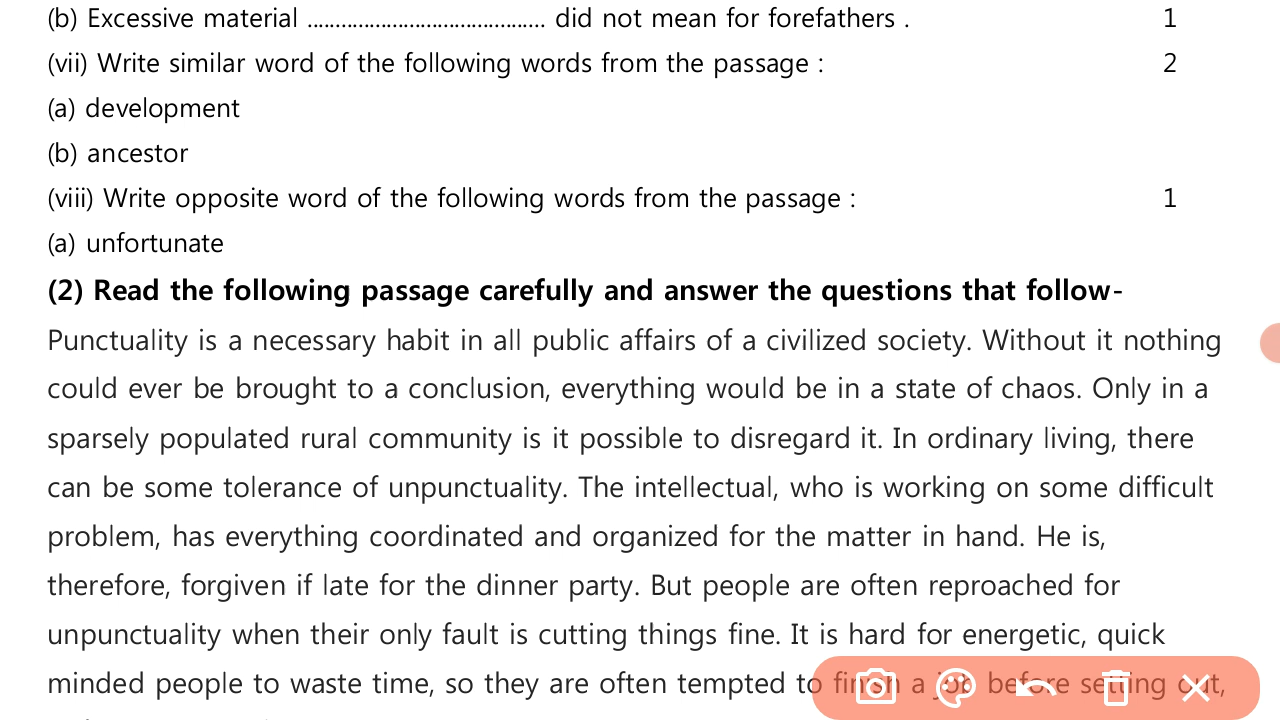 (b) Excessive material .......................................... did not mean for forefathers . 1
(vii) Write similar word of the following words from the passage : 2
(a) development
(b) ancestor
(viii) Write opposite word of the following words from the passage : 1
(a) unfortunate
(2) Read the following passage carefully and answer the questions that follow-
Punctuality is a necessary habit in all public affairs of a civilized society. Without it nothing
could ever be brought to a conclusion, everything would be in a state of chaos. Only in a
sparsely populated rural community is it possible to disregard it. In ordinary living, there
can be some tolerance of unpunctuality. The intellectual, who is working on some difficult
problem, has everything coordinated and organized for the matter in hand. He is,
therefore, forgiven if late for the dinner party. But people are often reproached for
unpunctuality when their only fault is cutting things fine. It is hard for energetic, quick
minded people to waste time, so they are often tempted to finish a job before setting out,